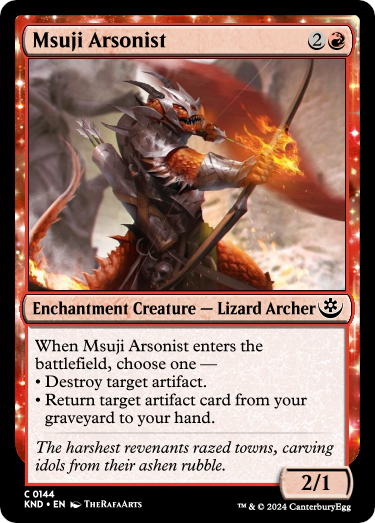 Msuji Arsonist 2
Enchantment Creature — Lizard Archer
When Msuji Arsonist enters the
battlefield, choose one —
• Destroy target artifact.
• Return target artifact card from your
graveyard to your hand.
The harshest revenants razed towns, carving
idols from their ashen rubble.
2/1
C 0144
KND • EN THERAFAARTS
™ & © 2024 CanterburyEgg